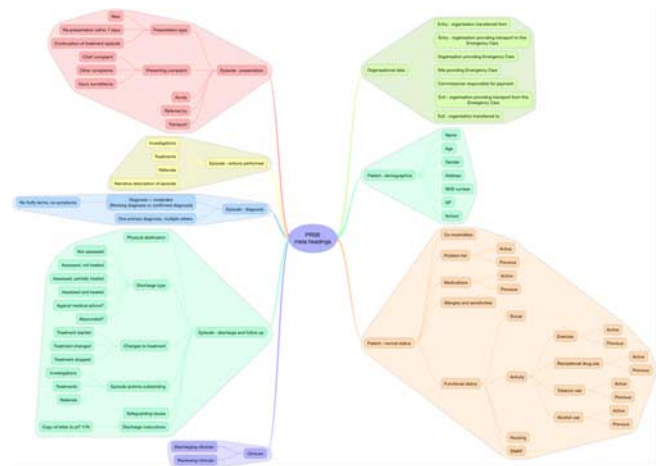 New
Re-presentation within 7 days
Continuation of treatment episode
Presentation type
Chief complaint
Other complaints
Presenting complaint
Episode - presentation
Acuity
Referred by
Transport
Investigations
Treatments
Referrals
Narrative description of episode
Episode - actions performed
No fluffy terms, no symptoms
Diagnosis + moderator
(Working diagnosis or confirmed diagnosis)
One primary diagnosis, multiple others
Episode - diagnosis
Physical destination
Not assessed
Assessed, not treated
Assessed, partially treated
Assessed and treated
Against medical advice?
Absconded?
Discharge type
Treatment started
Treatment changed
Treatment stopped
Changes to treatment
Episode - discharge and follow up
Investigations
Treatments
Referrals
Episode actions outstanding
Safeguarding issues
Copy of letter to pt? Y/N
Discharge instructions
Discharging clinician
Reviewing clinician
Clinician
PRSB
mete headings
Organisational data
Entry - organisation transferred from
Entry - organisation providing transport to this
Emergency Care
Organisation providing Emergency Care
Site providing Emergency Care
Commissioner responsible for payment
Exit - organisation providing transport from this
Emergency Care
Exit - organisation transferred to
Patient - demographics
Name
Age
Gender
Address
NHS number
GP
School
Patient - normal status
Co-morbidities
Problem list
Active
Previous
Medications
Active
Previous
Allergies and sensitivities
Functional status
Social
Activity
Exercise
Active
Previous
Recreational drug use
Active
Previous
Tobacco use
Active
Previous
Alcohol use
Active
Previous
Housing